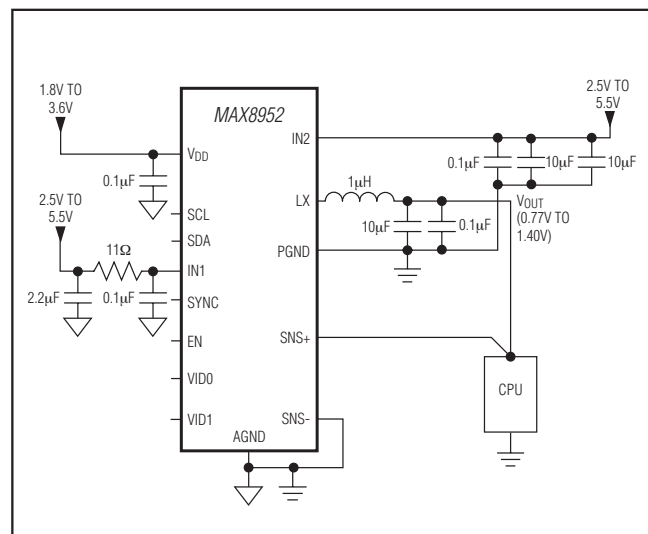 1.8V TO
3.6V
MAX8952
2.5V TO
5.5V
IN2
VDD
0.1µF
0.1µF
10µF
10µF
2.5V TO
5.5V
SCL
LX
1µH
10µF
0.1µF
VOUT
(0.77V TO
1.40V)
SDA
11Ω
IN1
PGND
2.2µF
0.1µF
SYNC
EN
SNS+
VID0
CPU
VID1
SNS-
AGND